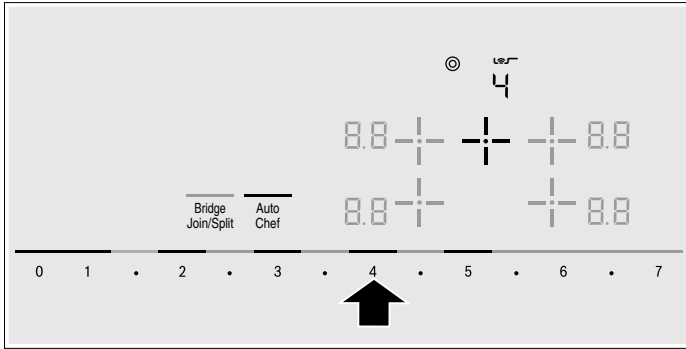 4
8.8 8.8
Bridge Auto
Join/Split Chef
8.8 8.8
0 1 • 2 • 3 • 4 • 5 • 6 • 7